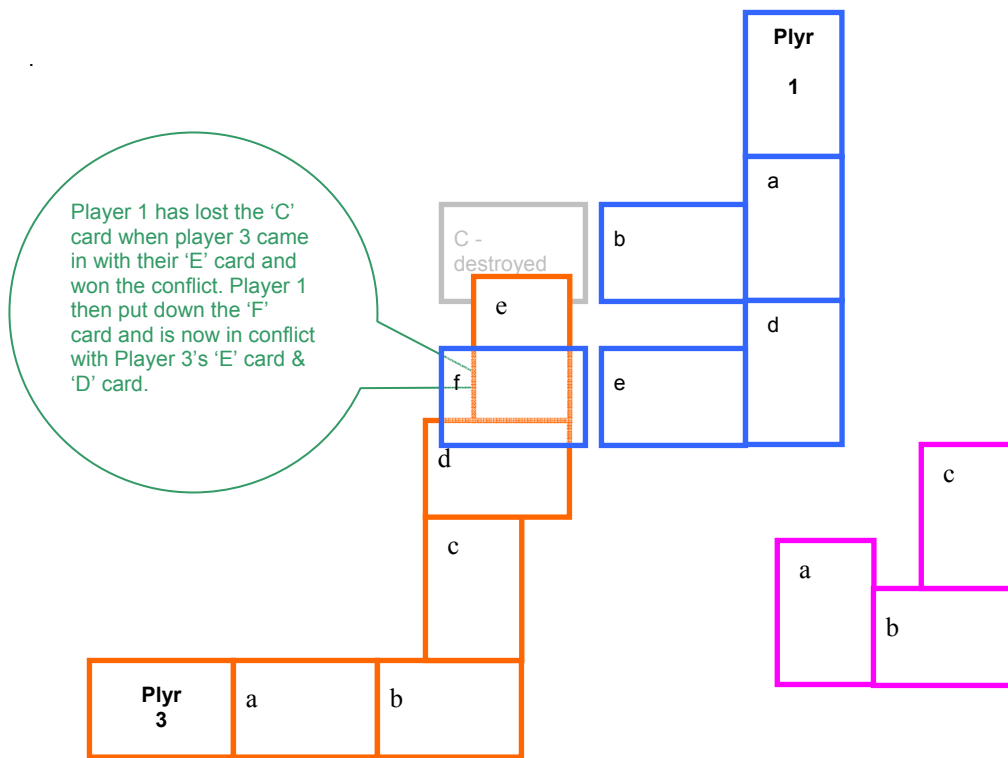 Plyr
1
.
a
Player 1 has lost the ‘C’
card when player 3 came
in with their ‘E’ card and
won the conflict. Player 1
then put down the ‘F’
card and is now in conflict
with Player 3’s ‘E’ card &
‘D’ card.
C -
destroyed
b
e
d
f
e
d
c
c
a
b
Plyr
3
a
b